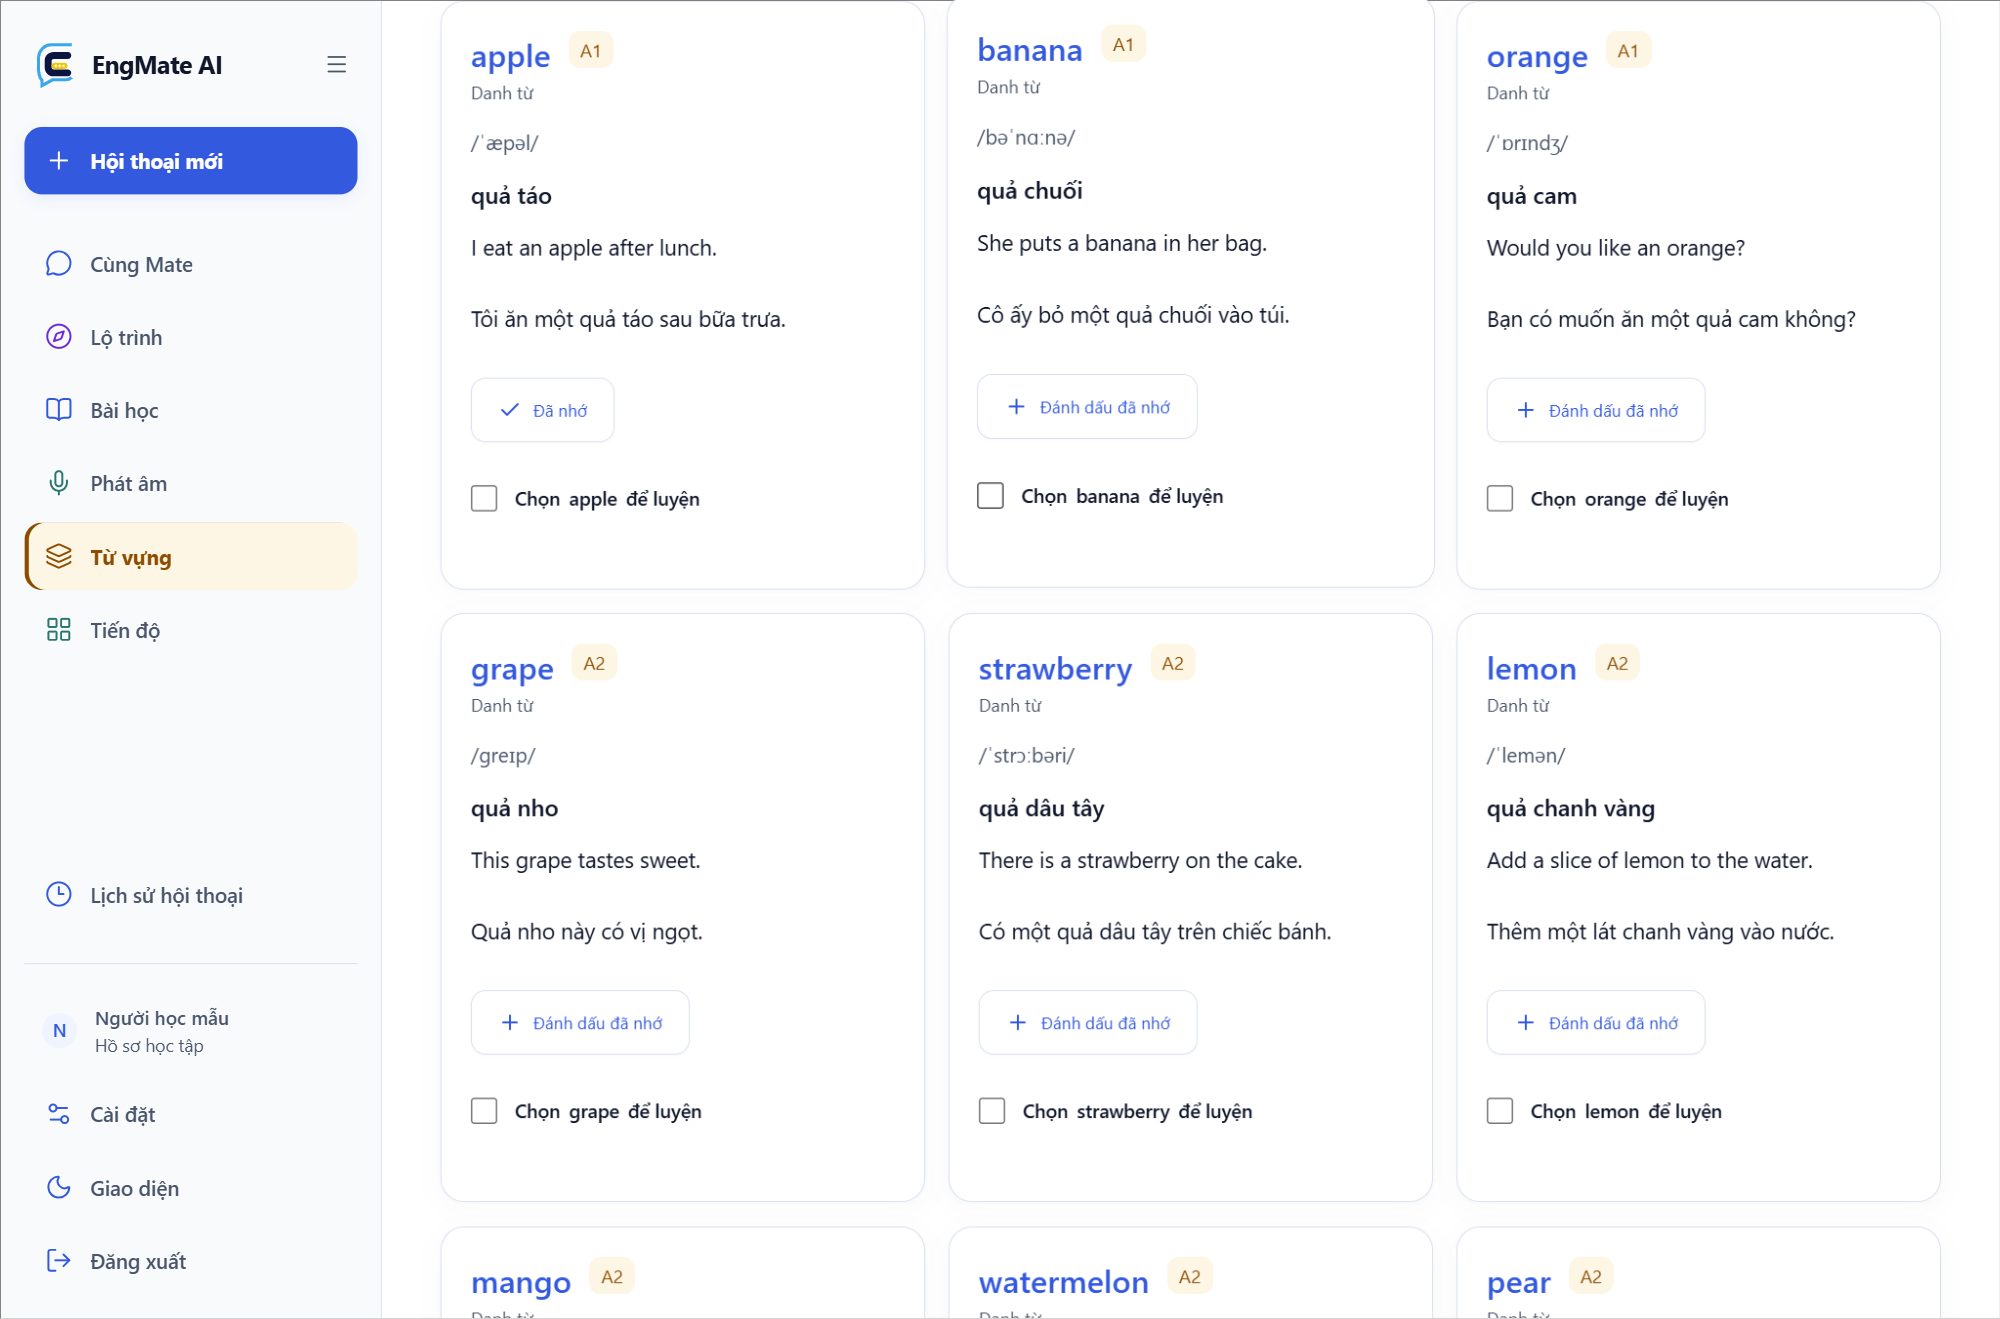 EngMate AI
Hội thoại mới
Cùng Mate
Lộ trình
Bài học
Phát âm
Từ vựng
Tiến độ
Lịch sử hội thoại
N
Người học mẫu
Hồ sơ học tập
Cài đặt
Giao diện
Đăng xuất
apple A1
Danh từ
/ˈæpəl/
quả táo
I eat an apple after lunch.
Tôi ăn một quả táo sau bữa trưa.
Đã nhớ
Chọn apple để luyện
banana A1
Danh từ
/bəˈnɑːnə/
quả chuối
She puts a banana in her bag.
Cô ấy bỏ một quả chuối vào túi.
Đánh dấu đã nhớ
Chọn banana để luyện
orange A1
Danh từ
/ˈɒrɪndʒ/
quả cam
Would you like an orange?
Bạn có muốn ăn một quả cam không?
Đánh dấu đã nhớ
Chọn orange để luyện
grape A2
Danh từ
/ɡreɪp/
quả nho
This grape tastes sweet.
Quả nho này có vị ngọt.
Đánh dấu đã nhớ
Chọn grape để luyện
strawberry A2
Danh từ
/ˈstrɔːbəri/
quả dâu tây
There is a strawberry on the cake.
Có một quả dâu tây trên chiếc bánh.
Đánh dấu đã nhớ
Chọn strawberry để luyện
lemon A2
Danh từ
/ˈlemən/
quả chanh vàng
Add a slice of lemon to the water.
Thêm một lát chanh vàng vào nước.
Đánh dấu đã nhớ
Chọn lemon để luyện
mango A2
Danh từ
watermelon A2
Danh từ
pear A2
Danh từ